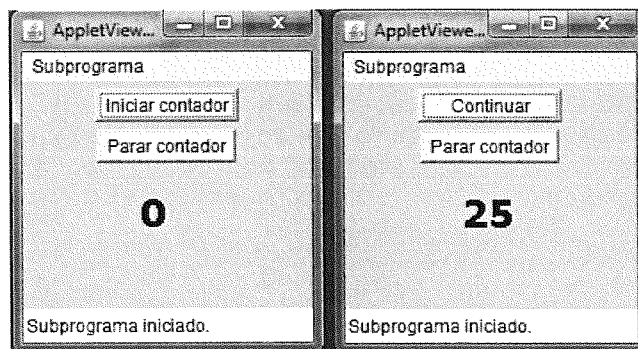 AppletView...
Subprograma
Iniciar contador
Parar contador
0
Subprograma iniciado.
AppletViewe...
Subprograma
Continuar
Parar contador
25
Subprograma iniciado.